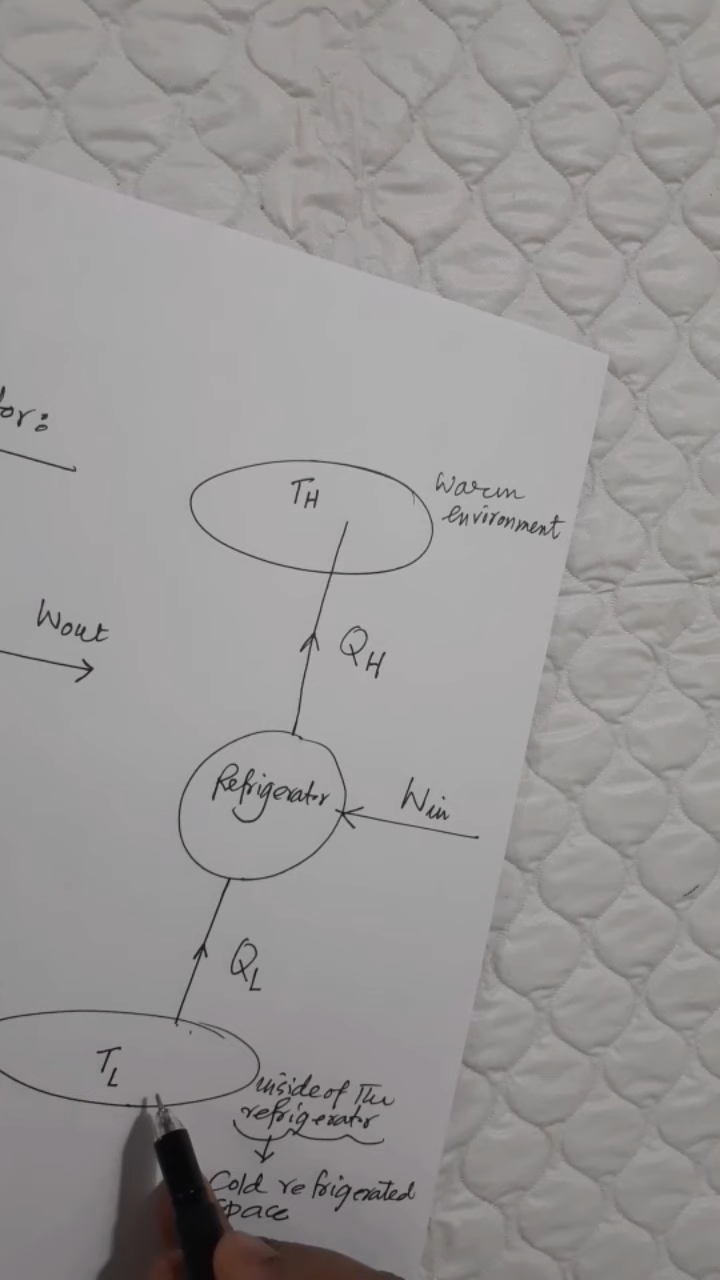 for:
TH
Warm
environment
Wout
QH
Refrigerator
Win
QL
TL
inside of The
refrigerator
Cold refrigerated
space